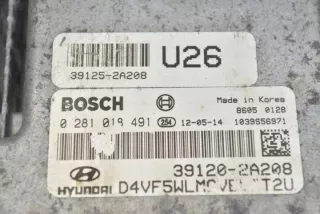 U26
39125-2A208
BOSCH
Made in Korea
8605 0128
0 281 018 491 254 12-05-14 1039S56971
39120-2A208
HYUNDAI